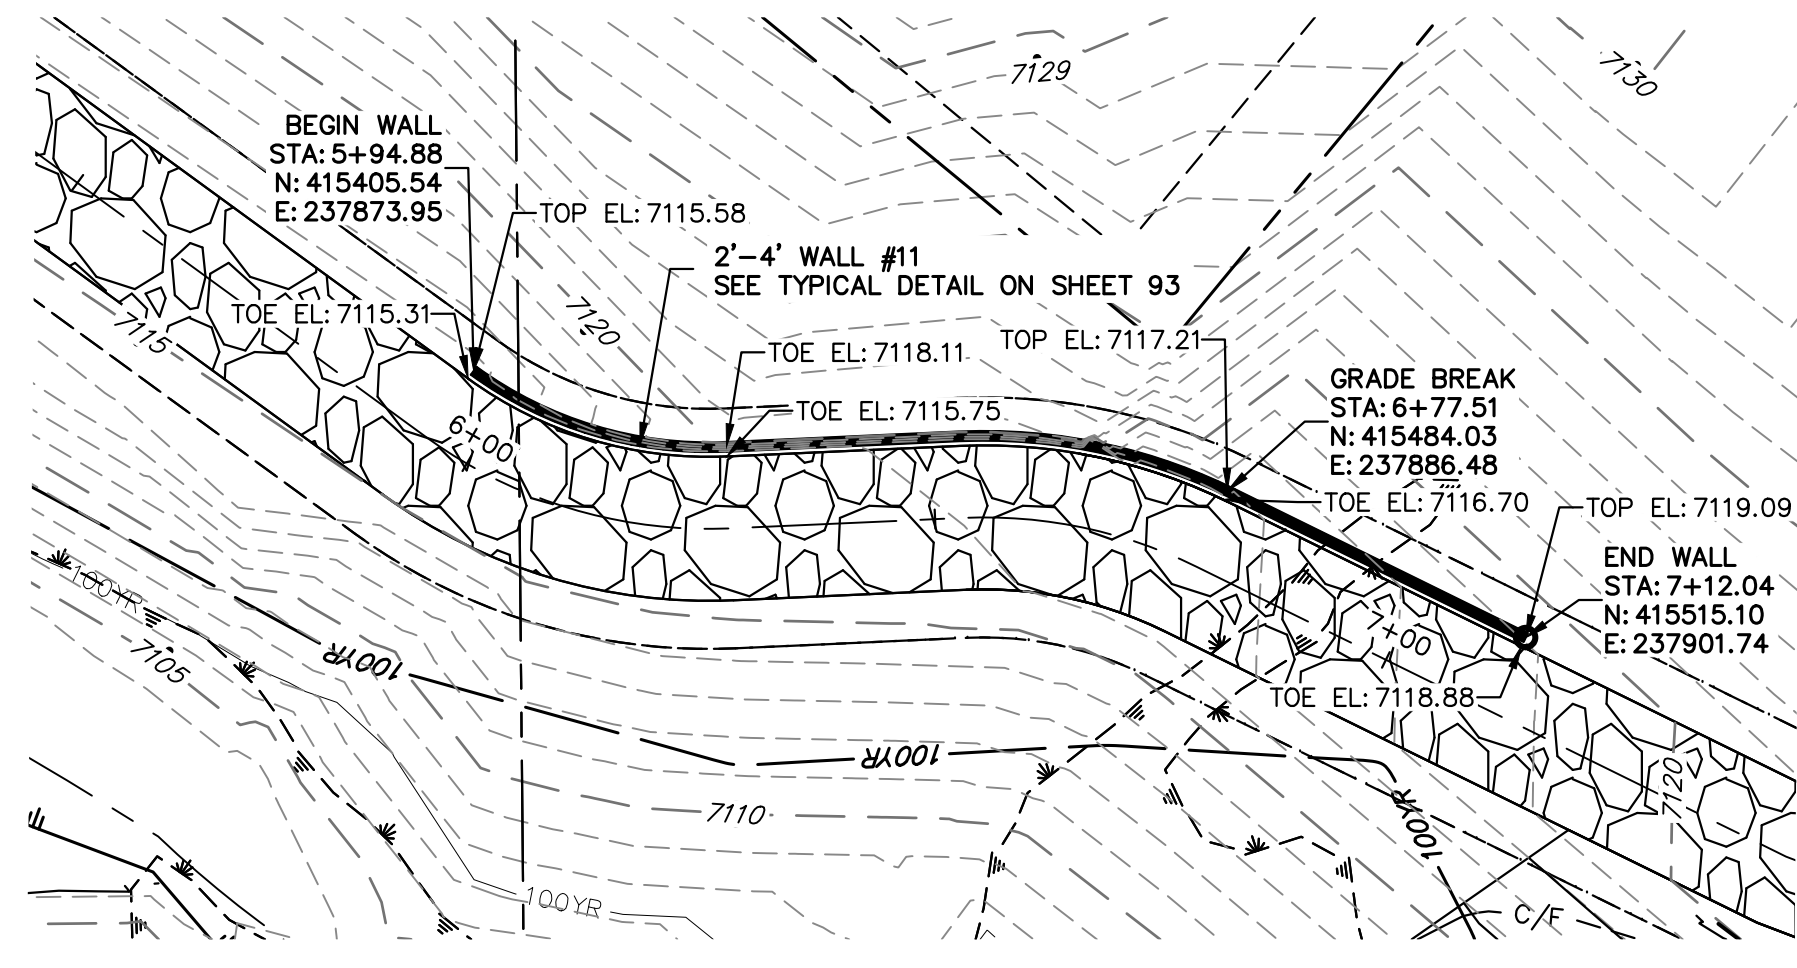 7129
7130
BEGIN WALL
STA: 5+94.88
N: 415405.54
E: 237873.95
TOP EL: 7115.58
2'-4' WALL #11
SEE TYPICAL DETAIL ON SHEET 93
TOE EL: 7115.31
7115
7120
TOP EL: 7117.21
TOE EL: 7118.11
TOE EL: 7115.75
GRADE BREAK
STA: 6+77.51
N: 415484.03
E: 237886.48
6+00
TOE EL: 7116.70
TOP EL: 7119.09
END WALL
STA: 7+12.04
N: 415515.10
E: 237901.74
100YR
7105
100YR
7+00
TOE EL: 7118.88
100YR
7110
7120
100YR
100YR
C/F